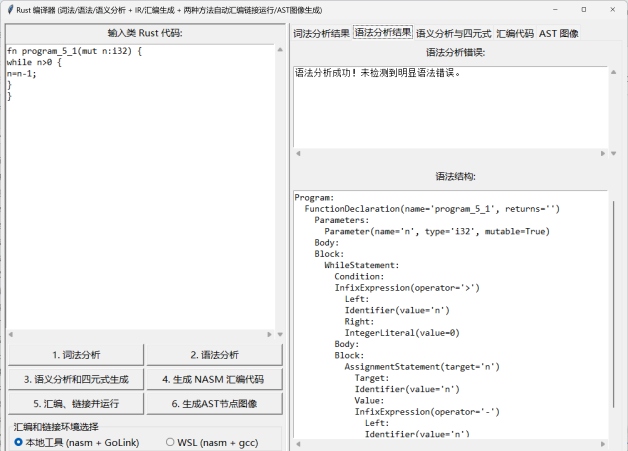 Rust 编译器 (词法/语法/语义分析 + IR/汇编生成 + 两种方法自动汇编链接运行/AST图像生成)
输入类 Rust 代码:
fn program_5_1(mut n:i32) {
while n>0 {
n=n-1;
}
}
1. 词法分析
2. 语法分析
3. 语义分析和四元式生成
4. 生成 NASM 汇编代码
5. 汇编、链接并运行
6. 生成AST节点图像
汇编和链接环境选择
本地工具 (nasm + GoLink)
WSL (nasm + gcc)
词法分析结果 语法分析结果 语义分析与四元式 汇编代码 AST 图像
语法分析错误:
语法分析成功! 未检测到明显语法错误。
语法结构:
Program:
  FunctionDeclaration(name='program_5_1', returns='')
    Parameters:
      Parameter(name='n', type='i32', mutable=True)
    Body:
    Block:
      WhileStatement:
        Condition:
        InfixExpression(operator='>')
          Left:
          Identifier(value='n')
          Right:
          IntegerLiteral(value=0)
        Body:
        Block:
          AssignmentStatement(target='n')
            Target:
            Identifier(value='n')
            Value:
            InfixExpression(operator='-')
              Left:
              Identifier(value='n')